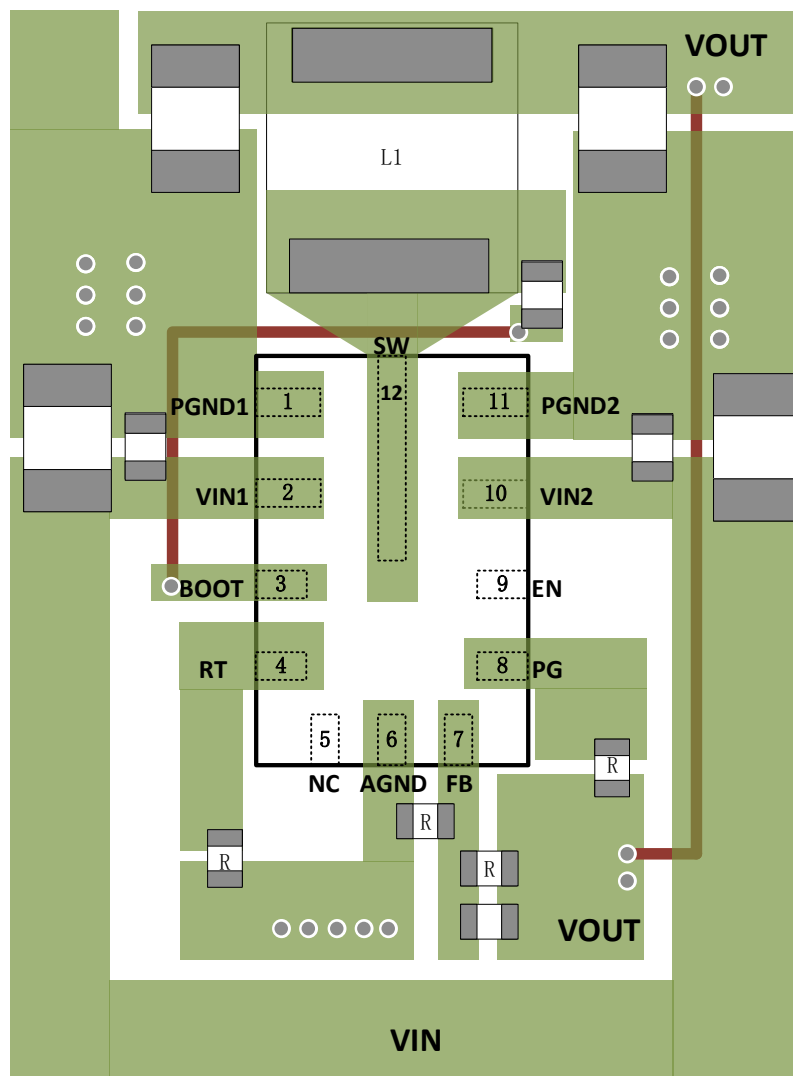 VOUT
L1
SW
PGND1 1 12 11 PGND2
VIN1 2 10 VIN2
BOOT 3 9 EN
RT 4 8 PG
5 6 7
NC AGND FB
R
R
R
R
VOUT
VIN